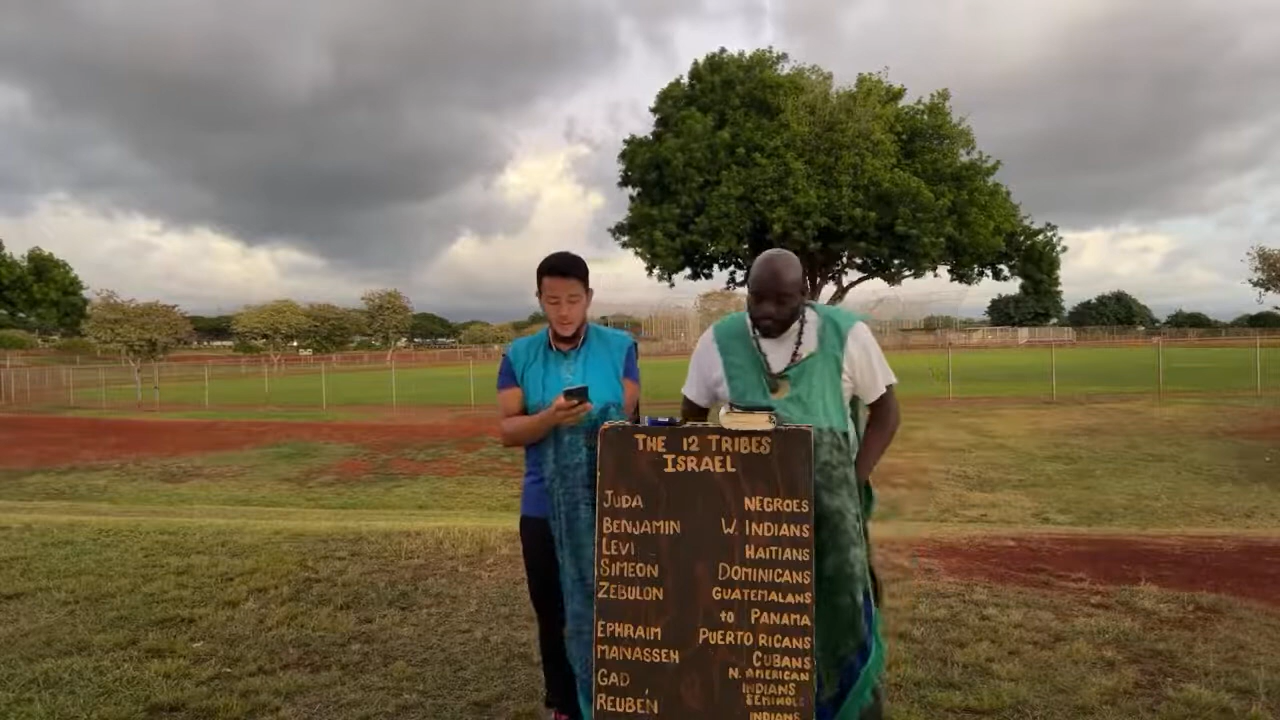 THE 12 TRIBES
ISRAEL
JUDA NEGROES
BENJAMIN W. INDIANS
LEVI HAITIANS
SIMEON DOMINICANS
ZEBULON GUATEMALANS
to PANAMA
EPHRAIM PUERTO RICANS
MANASSEH CUBANS
GAD N. AMERICAN
INDIANS
REUBEN SEMINOLE
INDIANS